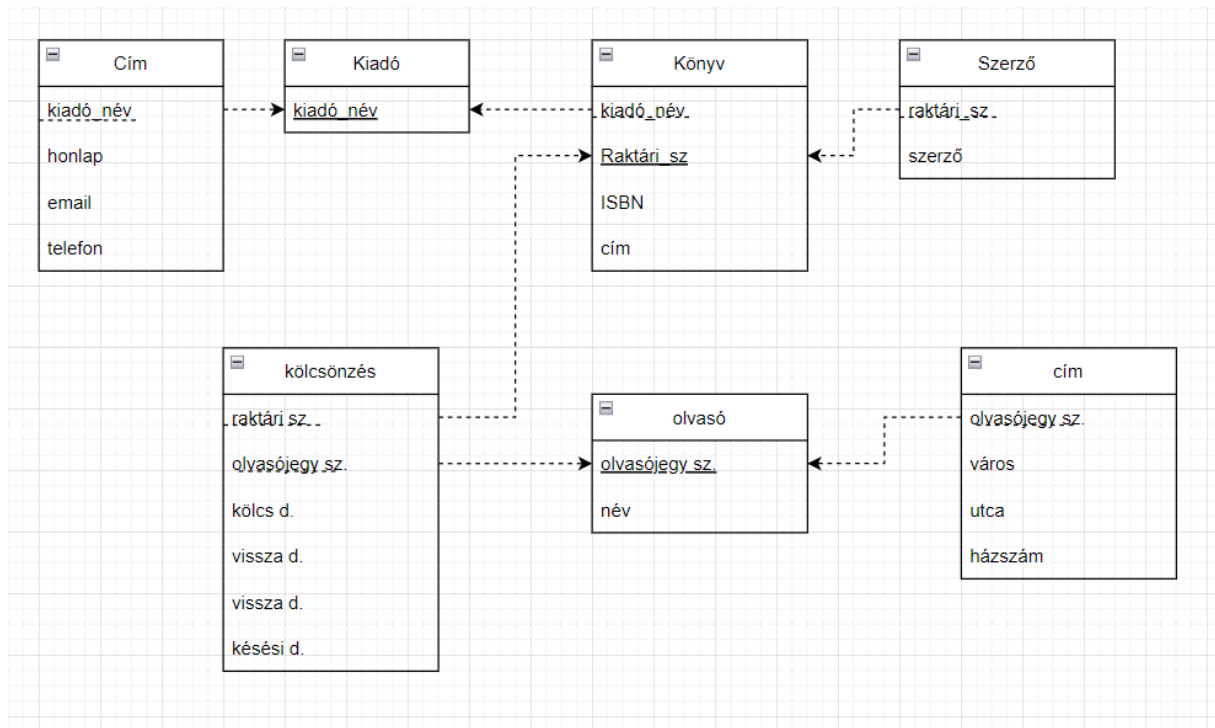 Cím
kiadó_név
honlap
email
telefon
Kiadó
kiadó_név
Könyv
kiadó_név
Raktári_sz
ISBN
cím
Szerző
raktári_sz
szerző
kölcsönzés
raktári sz.
olvasójegy sz.
kölcs d.
vissza d.
vissza d.
késési d.
olvasó
olvasójegy sz.
név
cím
olvasójegy sz.
város
utca
házszám